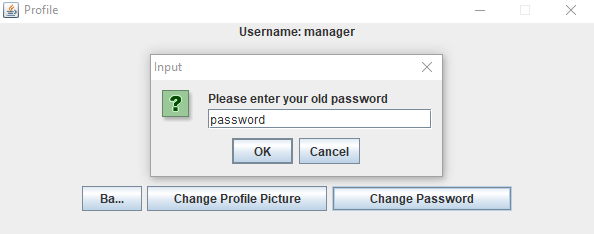 Profile
Username: manager
Input
Please enter your old password
password
OK Cancel
Ba... Change Profile Picture Change Password